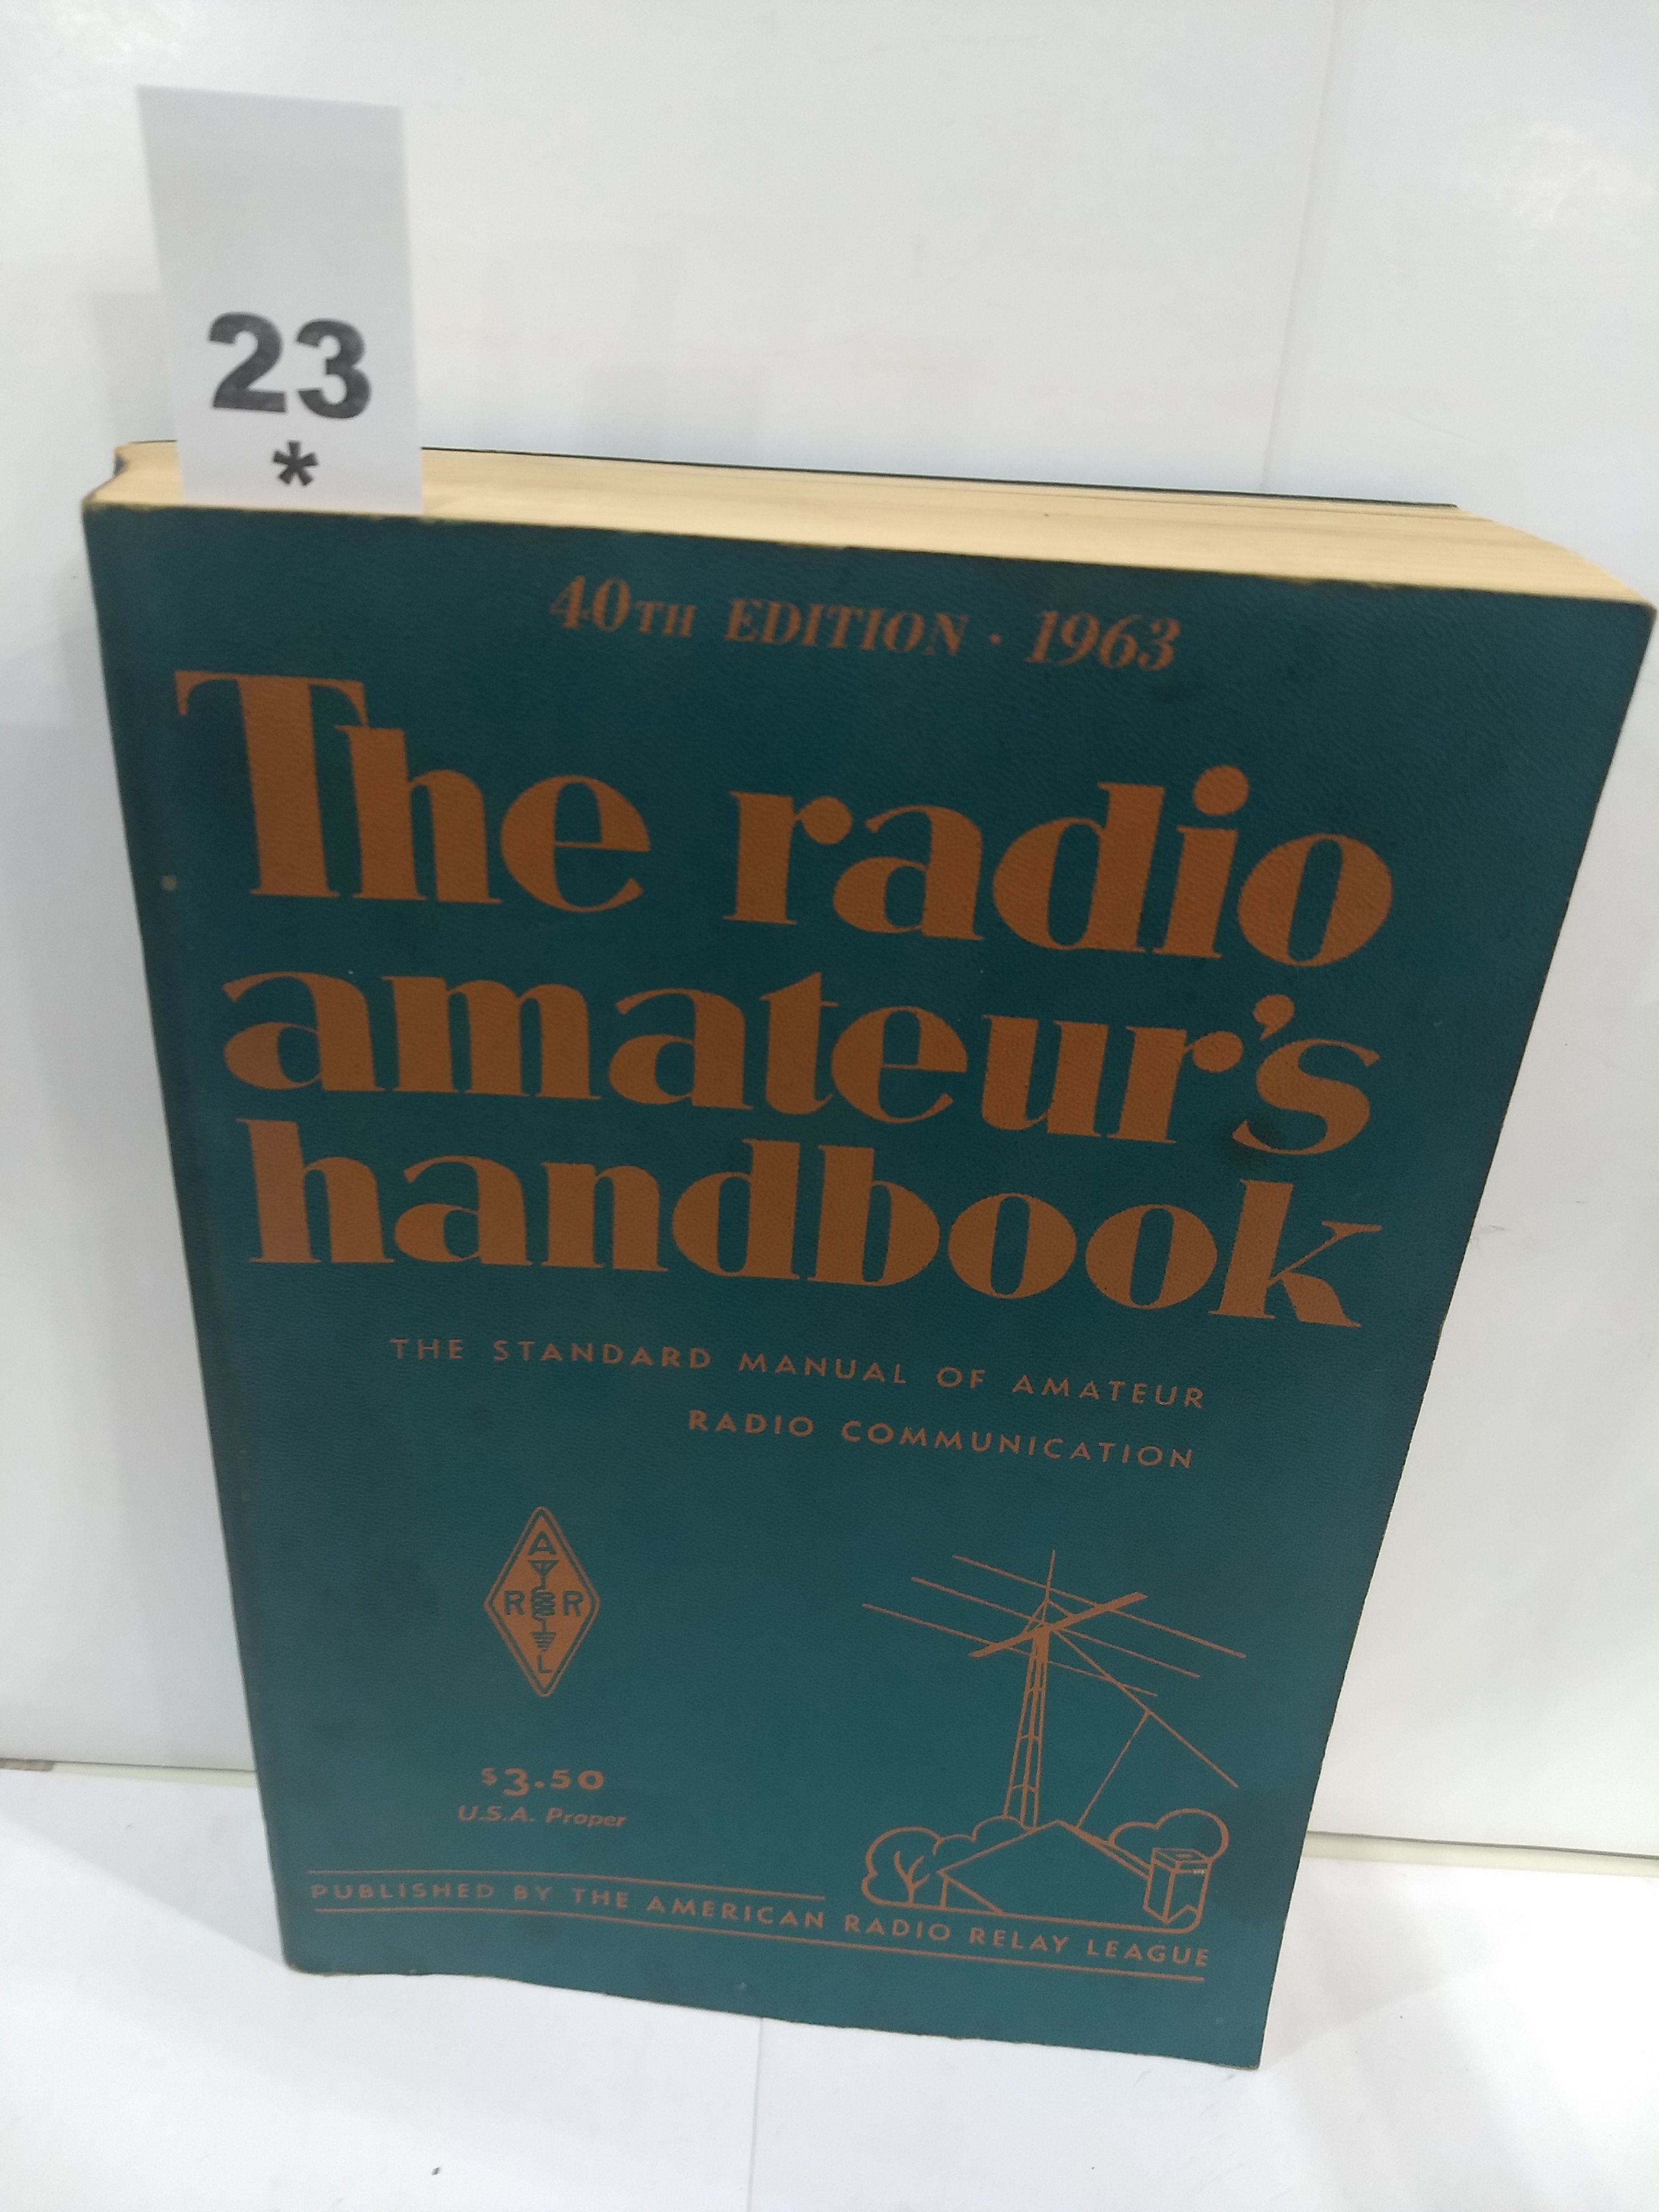 23
*
40TH EDITION · 1963
The radio
amateur's
handbook
THE STANDARD MANUAL OF AMATEUR
RADIO COMMUNICATION
A
R R
L
$3.50
U.S.A. Proper
PUBLISHED BY THE AMERICAN RADIO RELAY LEAGUE